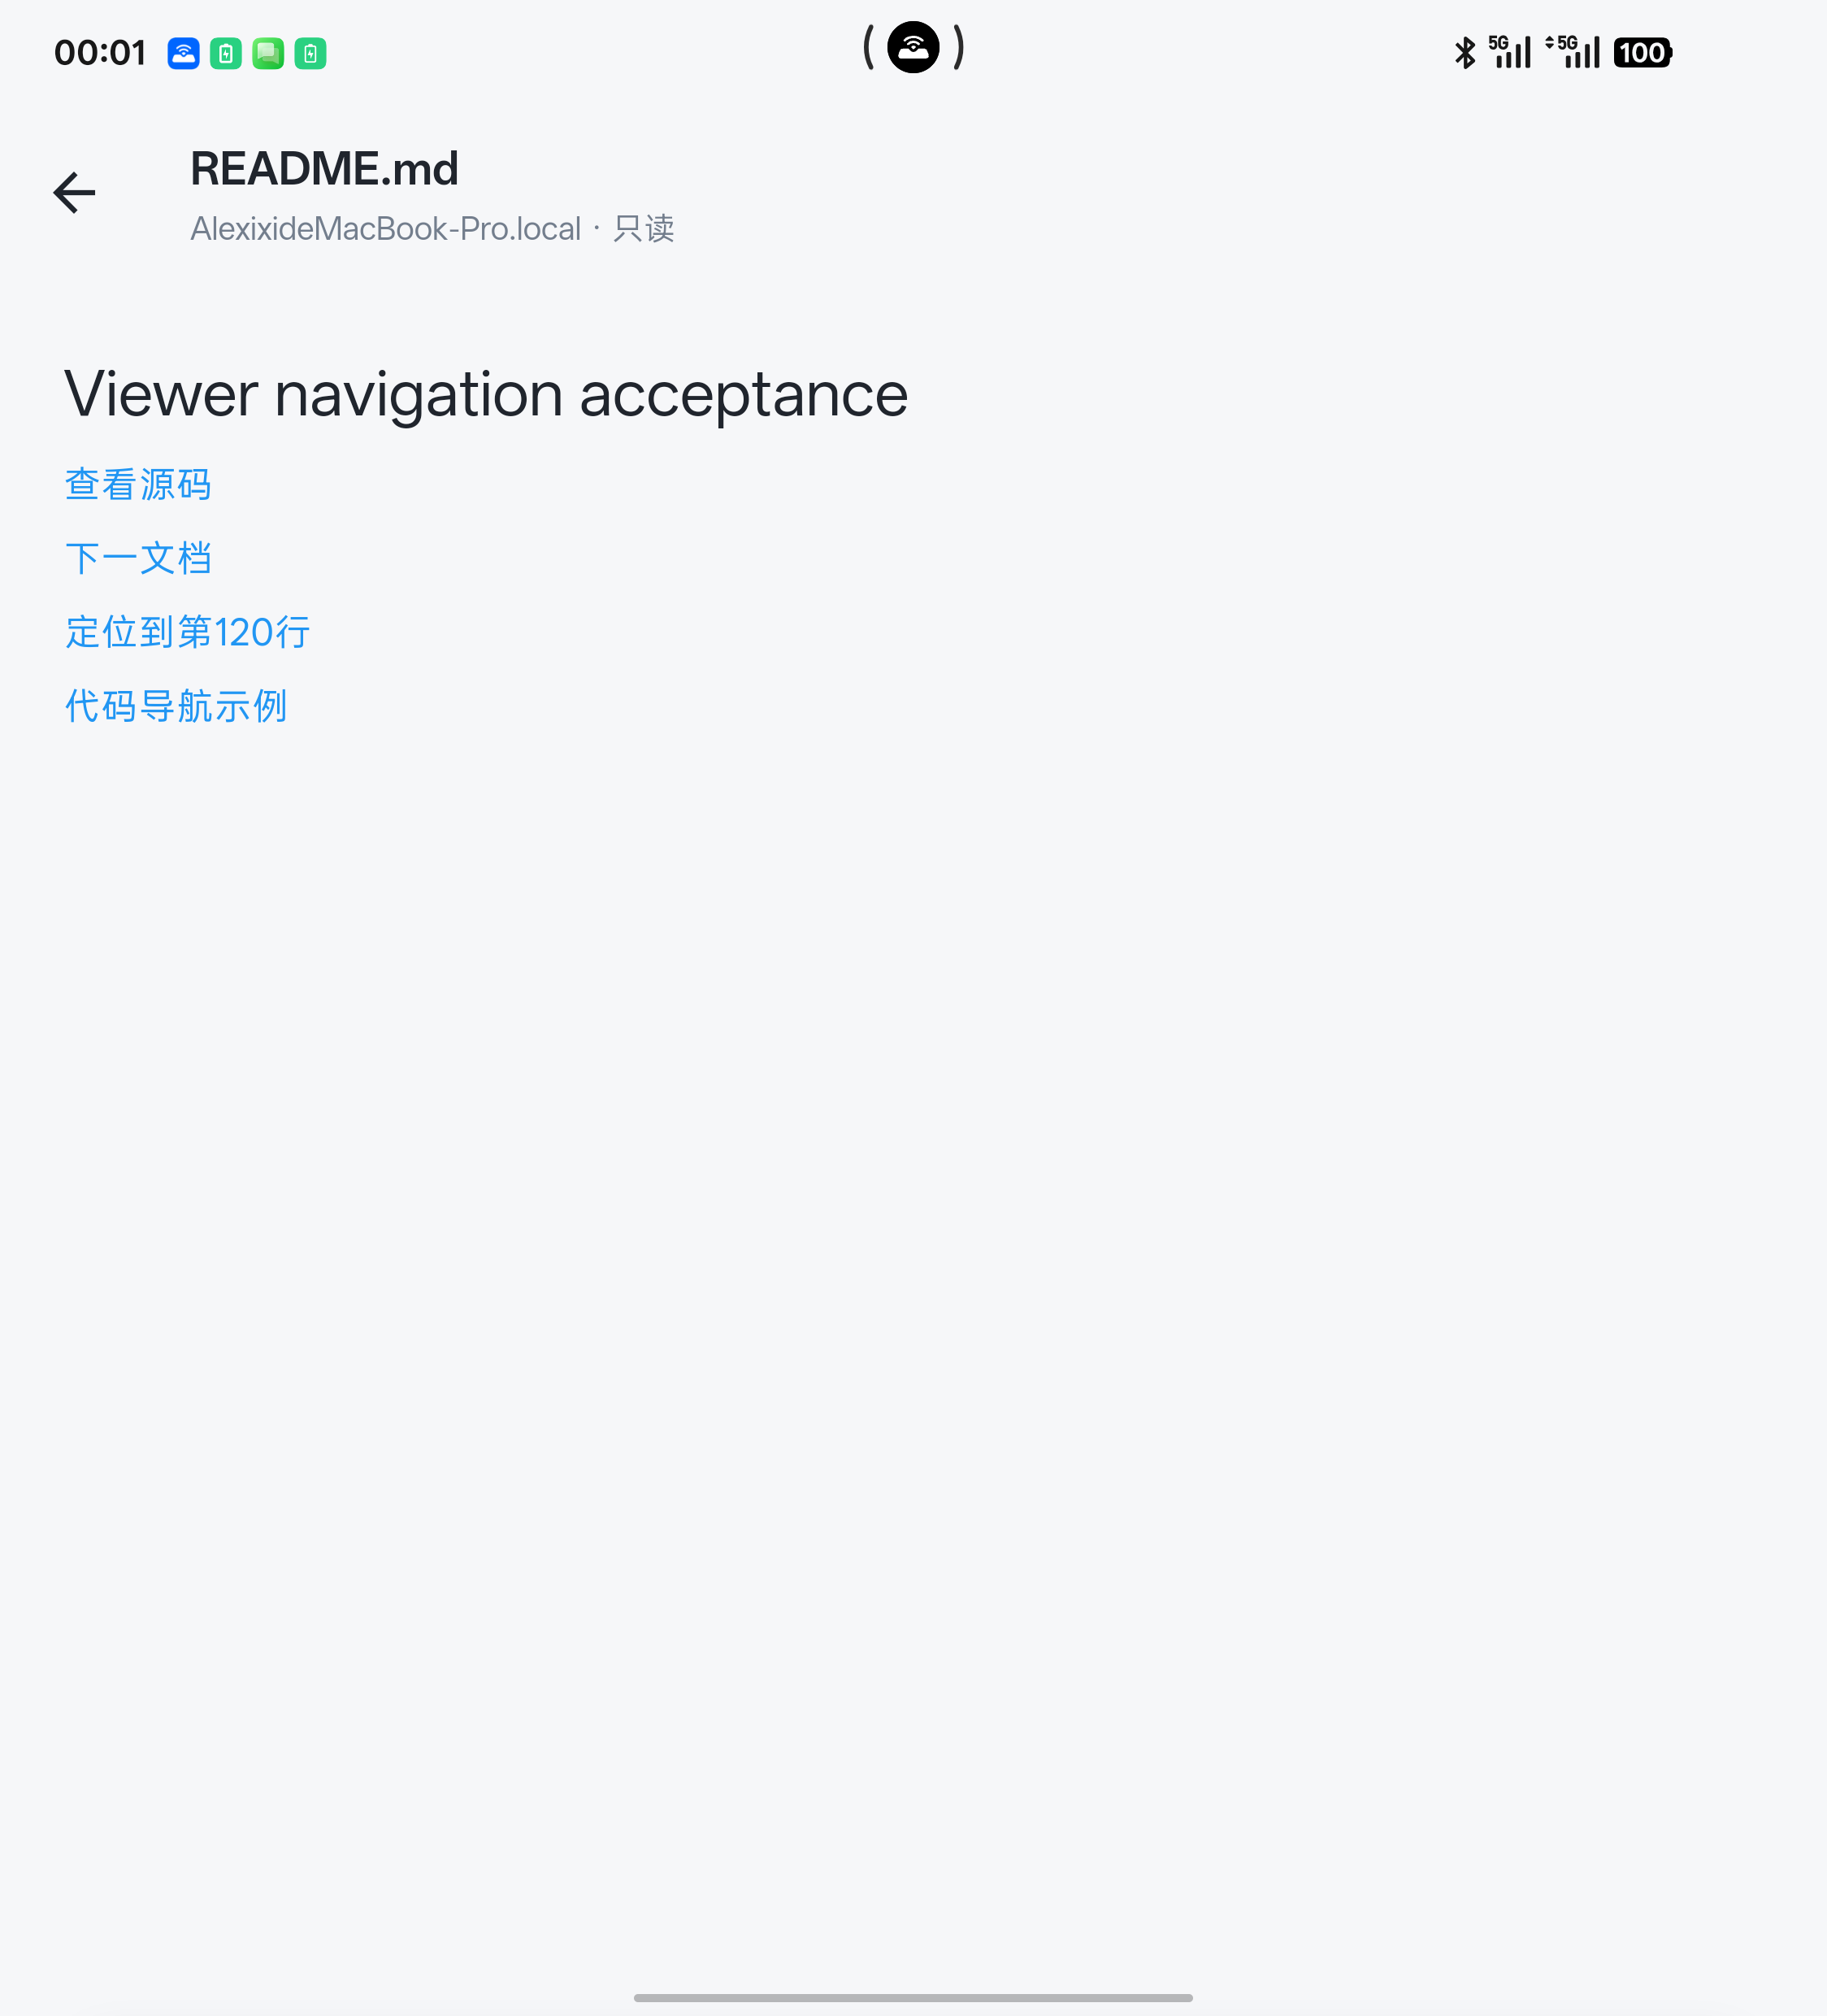 00:01
5G 5G 100
README.md
AlexixideMacBook-Pro.local · 只读
Viewer navigation acceptance
查看源码
下一文档
定位到第120行
代码导航示例